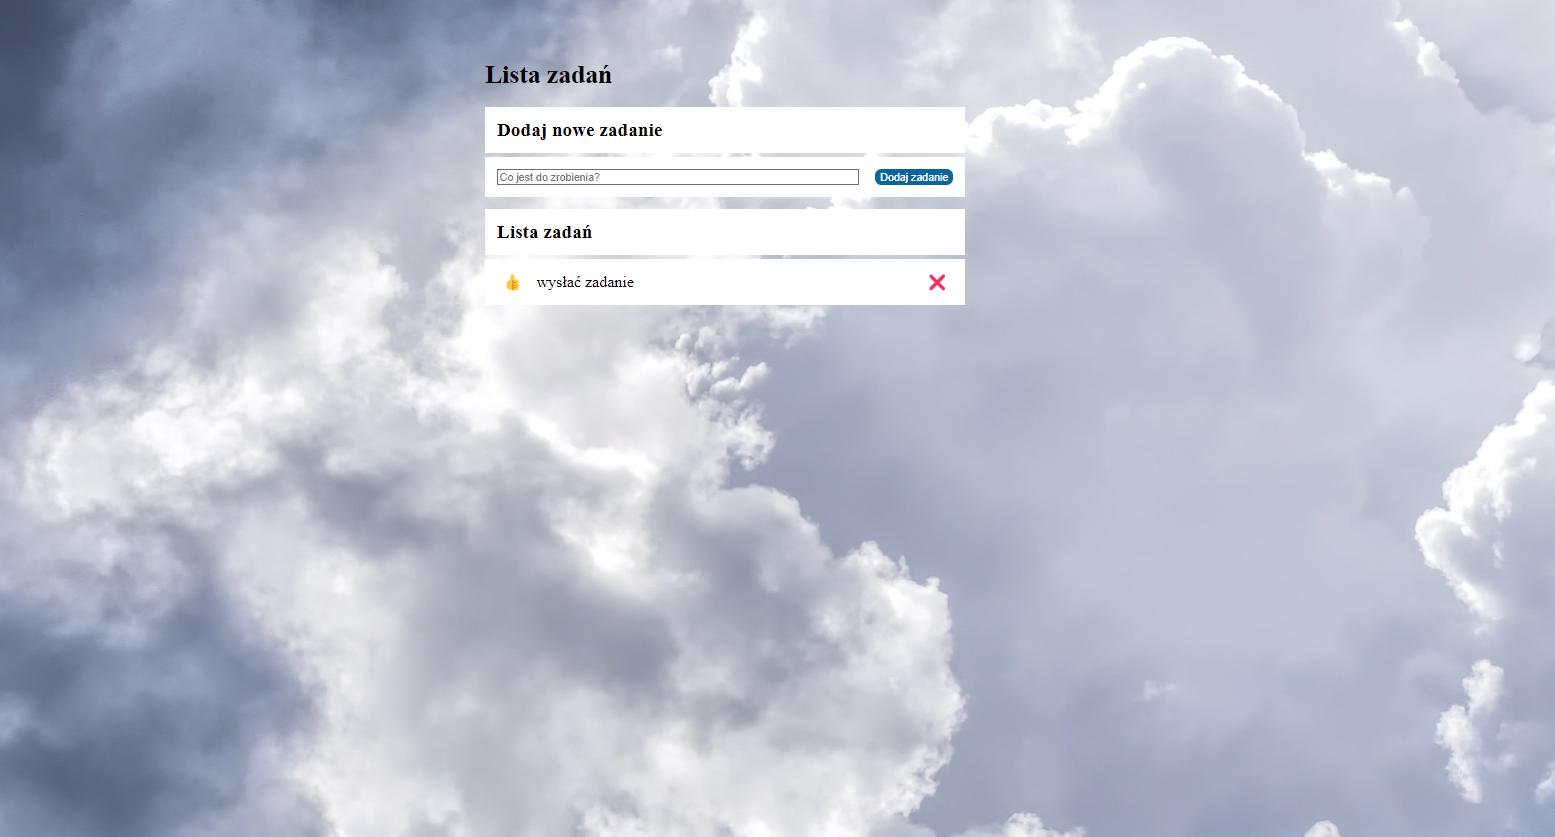 Lista zadań
Dodaj nowe zadanie
Co jest do zrobienia? Dodaj zadanie
Lista zadań
wysłać zadanie